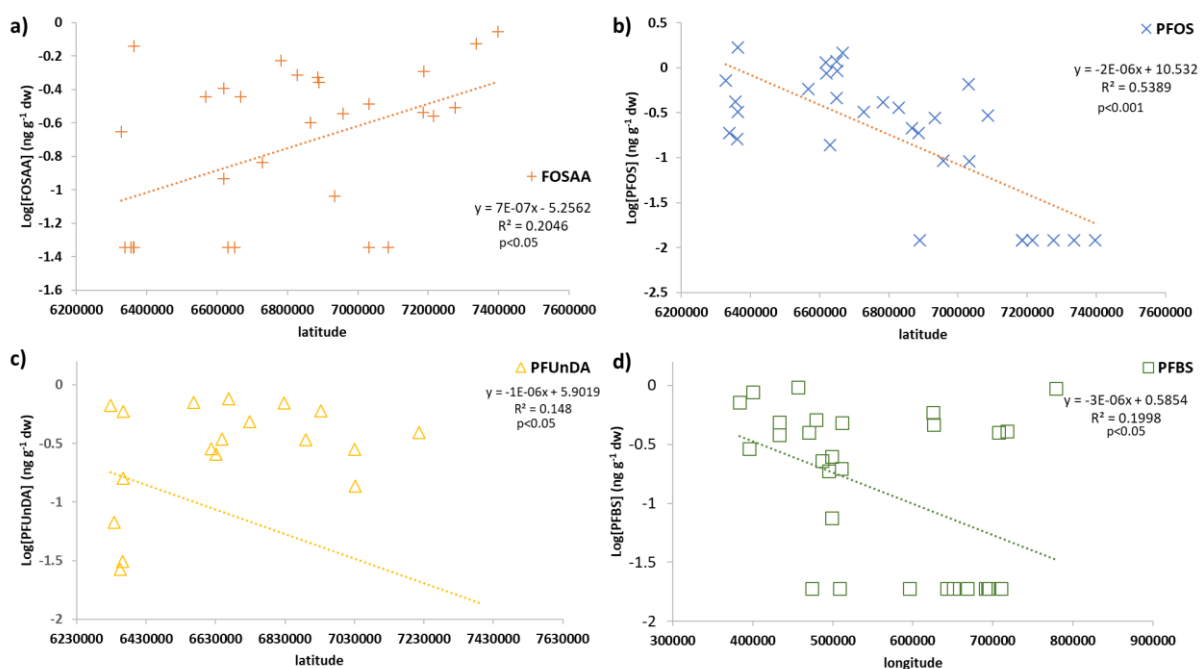 a)
0
-0.2
-0.4
-0.6
-0.8
-1
-1.2
-1.4
-1.6
Log[FOSAA] (ng g⁻¹ dw)
FOSAA
y = 7E-07x - 5.2562
R² = 0.2046
p<0.05
6200000 6400000 6600000 6800000 7000000 7200000 7400000 7600000
latitude
b)
0.5
0
-0.5
-1
-1.5
-2
-2.5
Log[PFOS] (ng g⁻¹ dw)
PFOS
y = -2E-06x + 10.532
R² = 0.5389
p<0.001
6200000 6400000 6600000 6800000 7000000 7200000 7400000 7600000
latitude
c)
0
-0.5
-1
-1.5
-2
Log[PFUnDA] (ng g⁻¹ dw)
PFUnDA
y = -1E-06x + 5.9019
R² = 0.148
p<0.05
6230000 6430000 6630000 6830000 7030000 7230000 7430000 7630000
latitude
d)
0
-0.5
-1
-1.5
-2
Log[PFBS] (ng g⁻¹ dw)
PFBS
y = -3E-06x + 0.5854
R² = 0.1998
p<0.05
300000 400000 500000 600000 700000 800000 900000
longitude